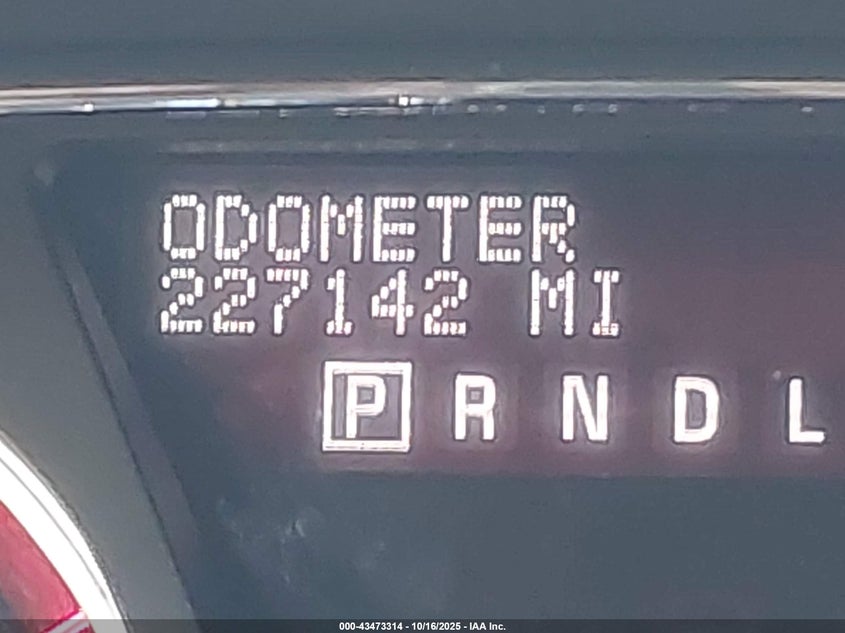 ODOMETER
227142 MI
P R N D L
000-43473314 - 10/16/2025 - IAA Inc.